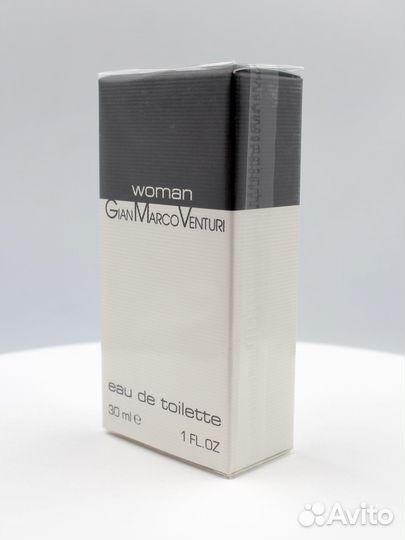 woman
GIANMARCOVENTURI
eau de toilette
30 ml e 1 FL.OZ
Avito